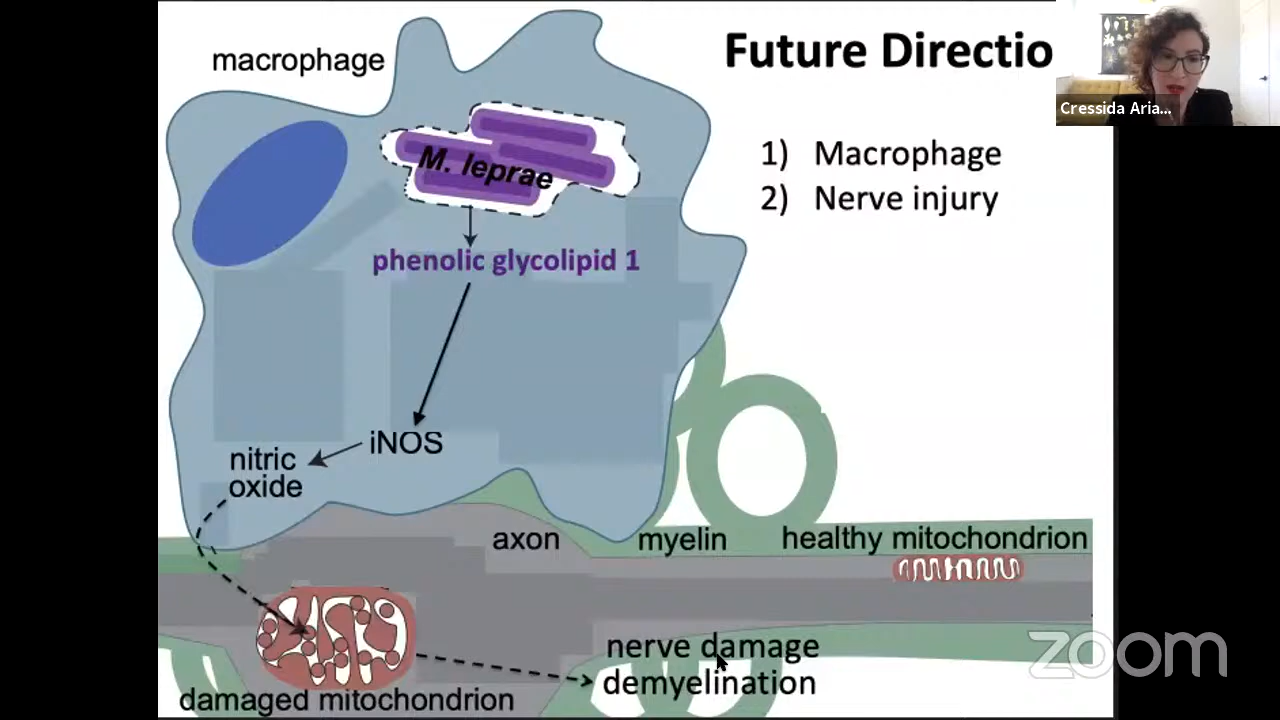 macrophage
Future Directio
Cressida Aria...
1) Macrophage
2) Nerve injury
M. leprae
phenolic glycolipid 1
iNOS
nitric
oxide
axon
myelin
healthy mitochondrion
nerve damage
demyelination
damaged mitochondrion
zoom